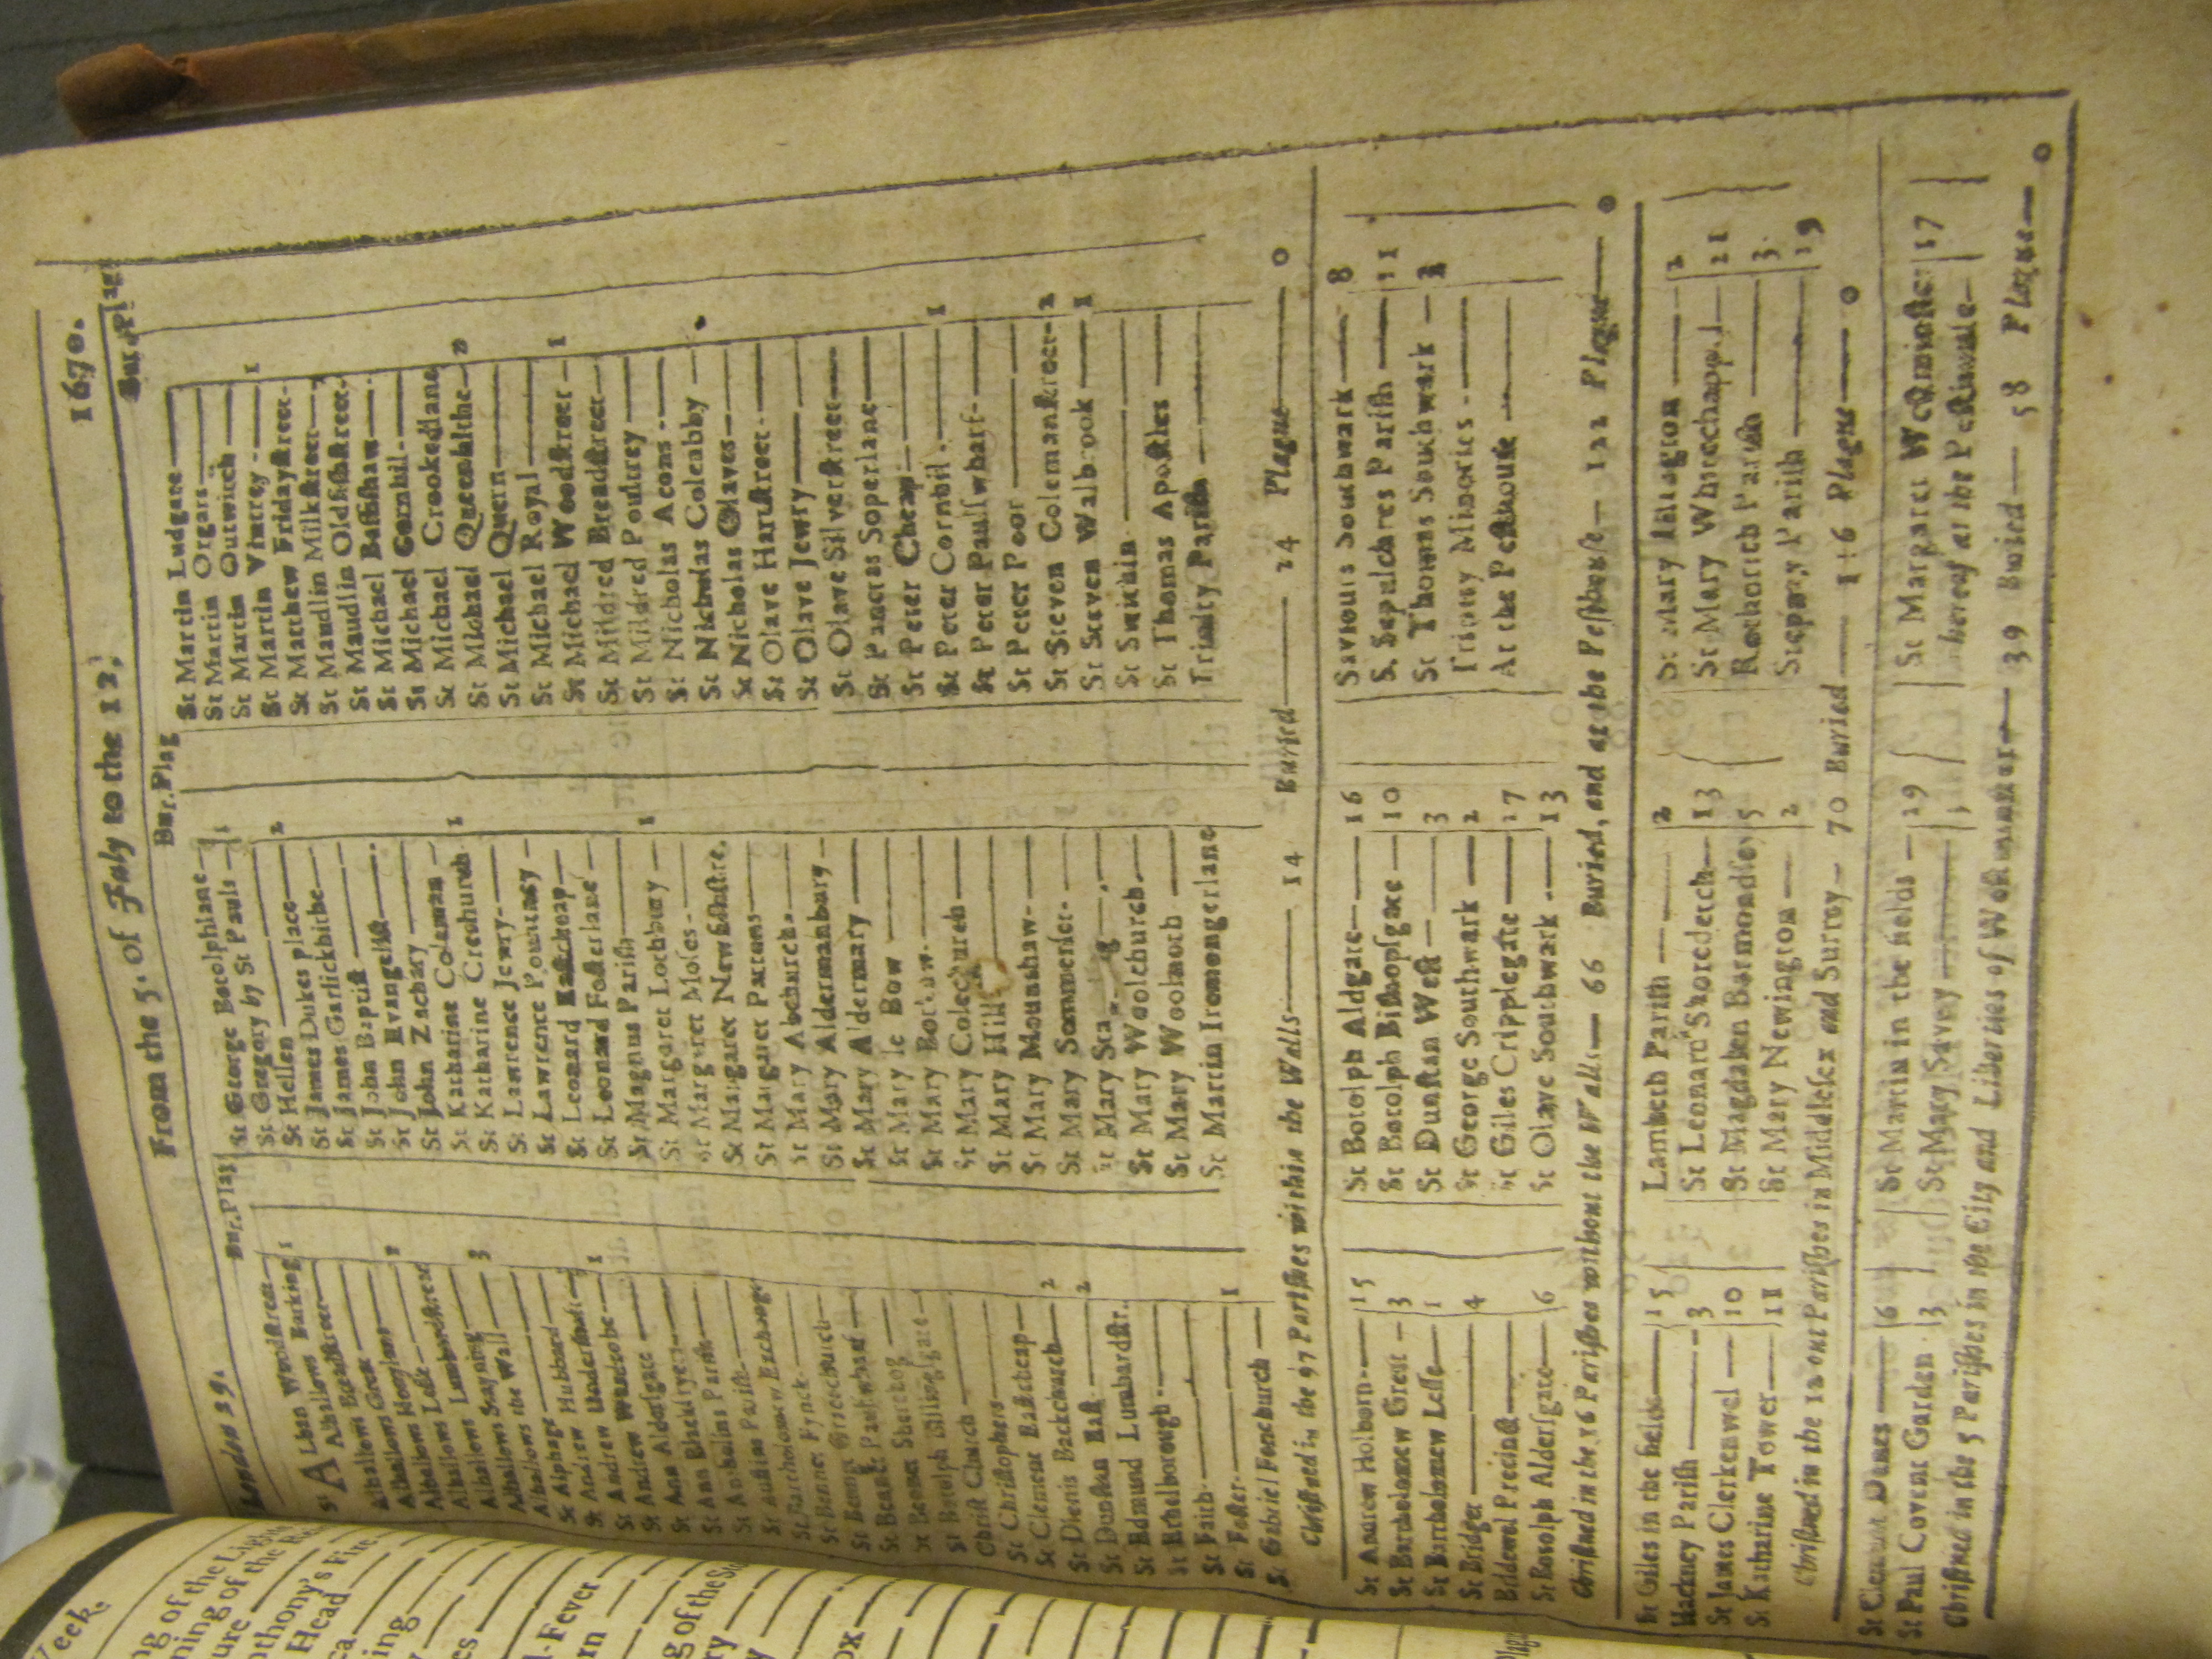 London 39. From the 5. of July to the 12. 1670.
Bur. Plag
St Alban Woodstreet
Alhallows Barking 1
Alhallows Breadstreet
Alhallows Great
Alhallows Honylane
Alhallows Lesse
Alhallows Lumbardstreet
Alhallows Stayning
Alhallows the Wall 3
St Alphage
St Andrew Hubbard
St Andrew Undershaft
St Andrew Wardrobe 1
St Ann Aldersgate
St Ann Blackfryers
St Antholins Parish
St Austins Parish
St Bartholomew Exchange
St Bennet Fynck
St Bennet Gracechurch
St Bennet Paulswharf
St Bennet Sherehog
St Botolph Billingsgate
Christ Church
St Christophers
St Clement Eastcheap
St Dionis Backchurch 2
St Dunstan East 2
St Edmund Lumbardstr.
St Ethelborough
St Faith
St Foster
St Gabriel Fenchurch 1
Bur. Plag
St George Botolphlane
St Gregory by St Pauls 1
St Hellen
St James Dukes place 2
St James Garlickhithe
St John Baptist
St John Evangelist
St John Zachary
St Katharine Coleman
St Katharine Creechurch 1
St Lawrence Jewry
St Lawrence Pountney
St Leonard Eastcheap
St Leonard Fosterlane
St Magnus Parish
St Margaret Lothbury 1
St Margaret Moses
St Margaret Newfishstre.
St Margaret Pattons
St Mary Abchurch
St Mary Aldermanbury
St Mary Aldermary
St Mary le Bow
St Mary Bothaw
St Mary Colechurch
St Mary Hill
St Mary Mounthaw
St Mary Sommerset
St Mary
St Mary Woolchurch
St Mary Woolnoth
St Martin Iremongerlane
Bur. Plag
St Martin Ludgate
St Martin Orgars
St Martin Outwitch
St Martin Vintrey 1
St Matthew Fridaystreet
St Maudlin Milkstreet
St Maudlin Oldfishstreet
St Michael Bassishaw
St Michael Cornhil
St Michael Crookedlane
St Michael Queenhithe 2
St Michael Quern
St Michael Royal
St Michael Woodstreet 1
St Mildred Breadstreet
St Mildred Poultrey
St Nicholas Acons
St Nicholas Coleabby
St Nicholas Olaves
St Olave Hartstreet
St Olave Jewry
St Olave Silverstreet
St Pancras Soperlane
St Peter Cheap
St Peter Cornhil 1
St Peter Paulswharf
St Peter Poor
St Steven Colemanstreet 2
St Steven Walbrook 1
St Swithin
St Thomas Apostles
Trinity Parish
Christned in the 97 Parishes within the Walls 14 Buried 24 Plague 0
St Andrew Holborn 15
St Bartholomew Great 3
St Bartholomew Lesse 1
St Bridget 4
Bridewel Precinct
St Botolph Aldersgate 6
St Botolph Aldgate 16
St Botolph Bishopsgate 10
St Dunstan West 3
St George Southwark 2
St Giles Cripplegate 17
St Olave Southwark 13
Saviours Southwark 8
S. Sepulchres Parish 11
St Thomas Southwark
Trinity Minories
At the Pesthouse
Christned in the 16 Parishes without the Walls 66 Buried, and at the Pesthouse 122 Plague 0
St Giles in the fields 15
Hackney Parish 3
St James Clerkenwel 10
St Katharine Tower 11
Lambeth Parish 2
St Leonard Shoreditch 13
St Magdalen Bermondsey 5
St Mary Newington 2
St Mary Islington 2
St Mary Whitechappel 21
Rothorith Parish 3
Stepney Parish 19
Christned in the 12 out Parishes in Middlesex and Surrey 70 Buried 116 Plague 0
St Clement Danes 6
St Paul Covent Garden 3
St Martin in the fields 19
St Mary Savoy
St Margaret Westminster 17
hereof at the Pesthouse
Christned in the 5 Parishes in the City and Liberties of Westminster 39 Buried 58 Plague 0
Week.
Fever
Head